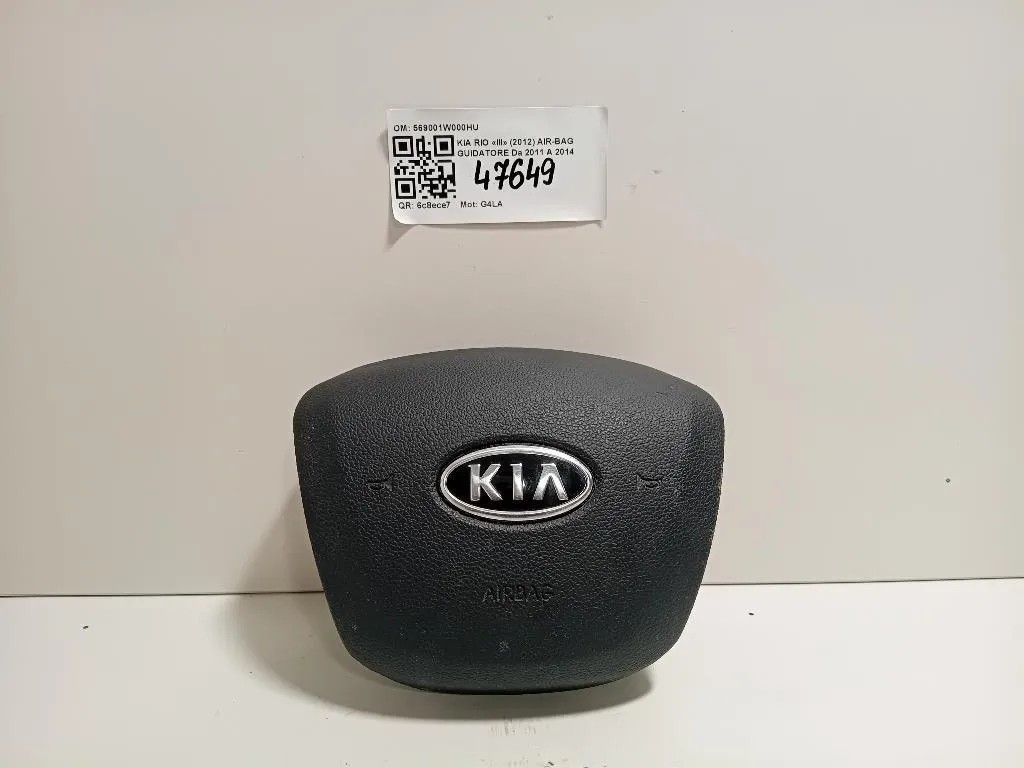 OM: 569001W000HU
KIA RIO «III» (2012) AIR-BAG
GUIDATORE Da 2011 A 2014
47649
QR: 6c8ece7 Mot: G4LA
KIA
AIRBAG